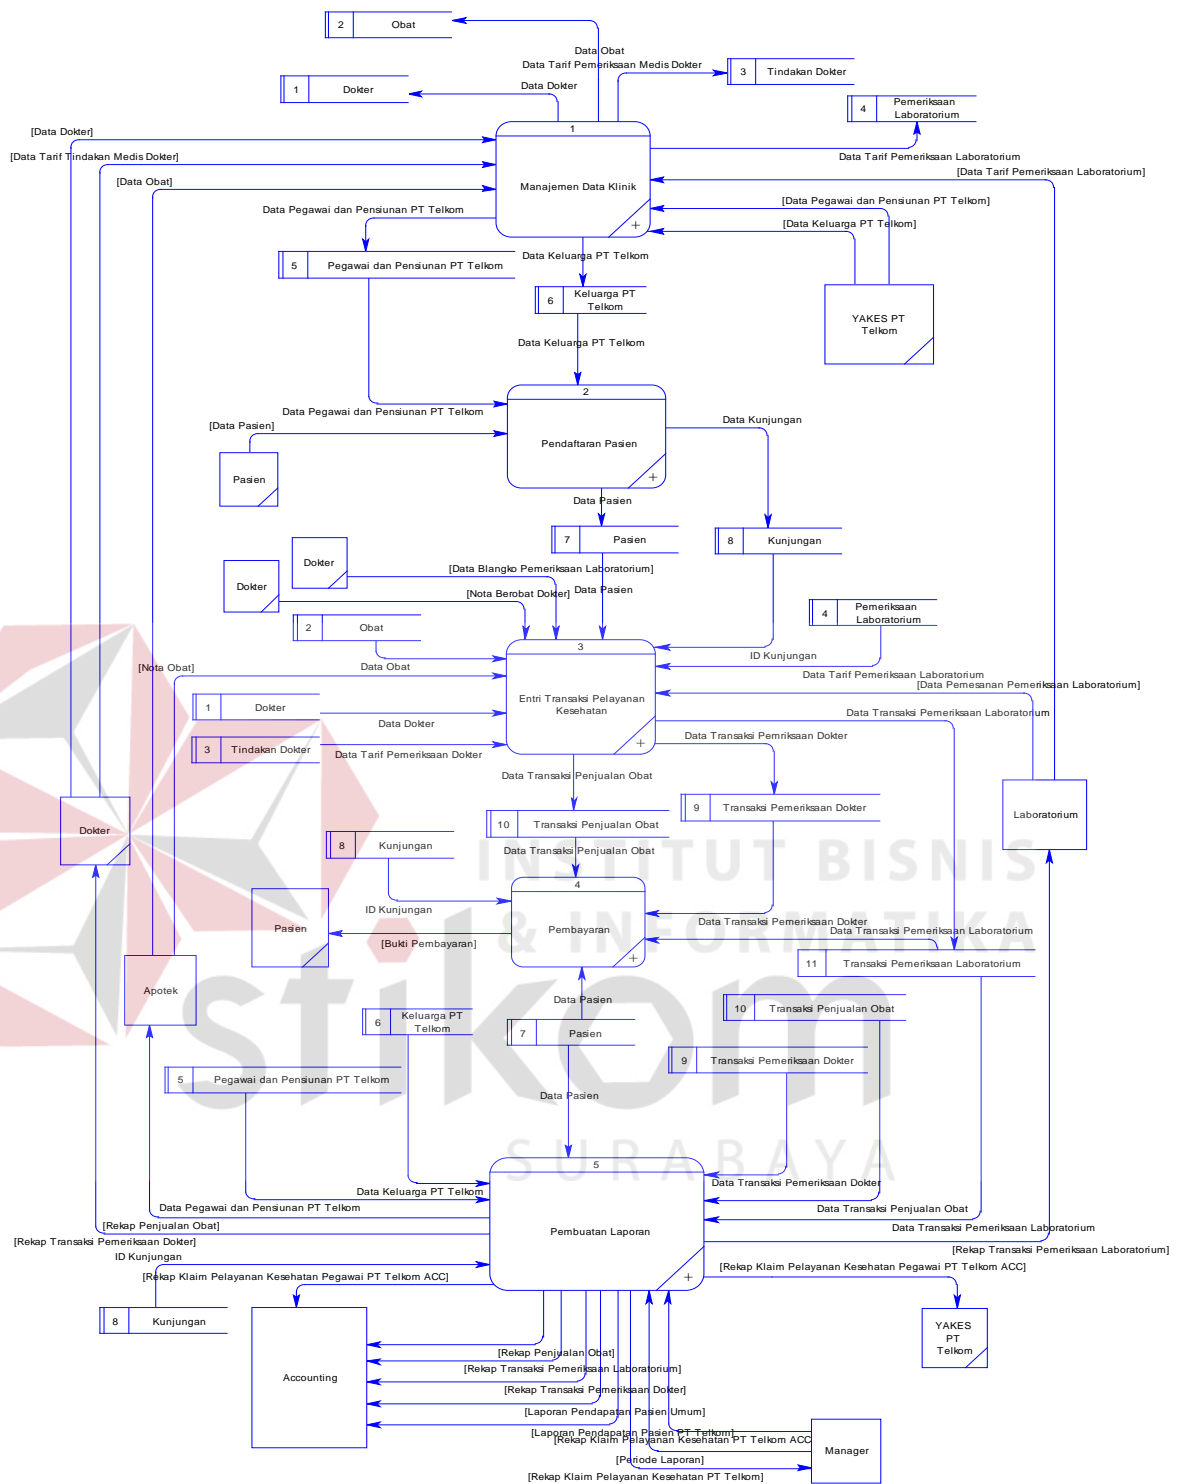 2 Obat
Data Obat
Data Tarif Pemeriksaan Medis Dokter
3 Tindakan Dokter
1 Dokter
Data Dokter
4 Pemeriksaan
Laboratorium
1
[Data Dokter]
[Data Tarif Tindakan Medis Dokter]
Data Tarif Pemeriksaan Laboratorium
[Data Tarif Pemeriksaan Laboratorium]
[Data Obat]
Manajemen Data Klinik
+
Data Pegawai dan Pensiunan PT Telkom
[Data Pegawai dan Pensiunan PT Telkom]
[Data Keluarga PT Telkom]
Data Keluarga PT Telkom
5 Pegawai dan Pensiunan PT Telkom
6 Keluarga PT
Telkom
YAKES PT
Telkom
Data Keluarga PT Telkom
2
Data Pegawai dan Pensiunan PT Telkom
Data Kunjungan
[Data Pasien]
Pendaftaran Pasien
+
Pasien
Data Pasien
7 Pasien
8 Kunjungan
Dokter
Dokter
[Data Blangko Pemeriksaan Laboratorium]
Data Pasien
[Nota Berobat Dokter]
4 Pemeriksaan
Laboratorium
2 Obat
3
ID Kunjungan
[Nota Obat]
Data Obat
Data Tarif Pemeriksaan Laboratorium
[Data Pemesanan Pemeriksaan Laboratorium]
Entri Transaksi Pelayanan
Kesehatan
+
1 Dokter
Data Dokter
Data Transaksi Pemeriksaan Laboratorium
Data Transaksi Pemriksaan Dokter
3 Tindakan Dokter
Data Tarif Pemeriksaan Dokter
Data Transaksi Penjualan Obat
9 Transaksi Pemeriksaan Dokter
Laboratorium
10 Transaksi Penjualan Obat
Dokter
8 Kunjungan
Data Transaksi Penjualan Obat
INSTITUT BISNIS
& INFORMATIKA
4
ID Kunjungan
Data Transaksi Pemeriksaan Dokter
Data Transaksi Pemeriksaan Laboratorium
Pasien
Pembayaran
+
[Bukti Pembayaran]
11 Transaksi Pemeriksaan Laboratorium
Apotek
stikom
Data Pasien
10 Transaksi Penjualan Obat
6 Keluarga PT
Telkom
7 Pasien
9 Transaksi Pemeriksaan Dokter
5 Pegawai dan Pensiunan PT Telkom
Data Pasien
SURABAYA
5
Data Transaksi Pemeriksaan Dokter
Data Keluarga PT Telkom
Data Pegawai dan Pensiunan PT Telkom
Data Transaksi Penjualan Obat
[Rekap Penjualan Obat]
Data Transaksi Pemeriksaan Laboratorium
Pembuatan Laporan
+
[Rekap Transaksi Pemeriksaan Dokter]
[Rekap Transaksi Pemeriksaan Laboratorium]
ID Kunjungan
[Rekap Klaim Pelayanan Kesehatan Pegawai PT Telkom ACC]
[Rekap Klaim Pelayanan Kesehatan Pegawai PT Telkom ACC]
8 Kunjungan
YAKES
PT
Telkom
Accounting
[Rekap Penjualan Obat]
[Rekap Transaksi Pemeriksaan Laboratorium]
[Rekap Transaksi Pemeriksaan Dokter]
[Laporan Pendapatan Pasien Umum]
[Laporan Pendapatan Pasien PT Telkom]
[Rekap Klaim Pelayanan Kesehatan PT Telkom ACC
Manager
[Periode Laporan]
[Rekap Klaim Pelayanan Kesehatan PT Telkom]